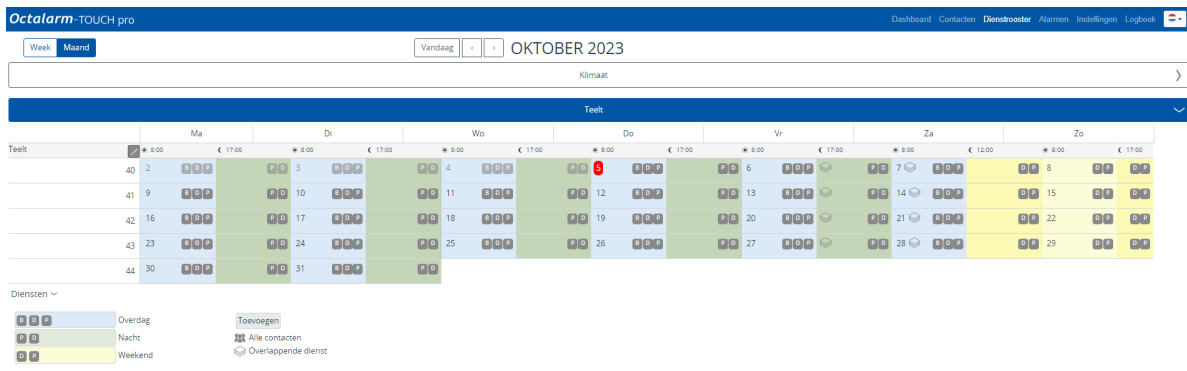 Octalarm-TOUCH pro Dashboard Contacten Dienstrooster Alarmen Instellingen Logboek
Week Maand Vandaag ‹ › OKTOBER 2023
Klimaat
Teelt
Ma Di Wo Do Vr Za Zo
Teelt 8:00 17:00 8:00 17:00 8:00 17:00 8:00 17:00 8:00 17:00 8:00 12:00 8:00 17:00
40 2 B D P P D 3 B D P P D 4 B D P P D 5 B D P P D 6 B D P P D 7 B D P D P 8 D P D P
41 9 B D P P D 10 B D P P D 11 B D P P D 12 B D P P D 13 B D P P D 14 B D P D P 15 D P D P
42 16 B D P P D 17 B D P P D 18 B D P P D 19 B D P P D 20 B D P P D 21 B D P D P 22 D P D P
43 23 B D P P D 24 B D P P D 25 B D P P D 26 B D P P D 27 B D P P D 28 B D P D P 29 D P D P
44 30 B D P P D 31 B D P P D
Diensten
B D P Overdag Toevoegen
P D Nacht Alle contacten
D P Weekend Overlappende dienst